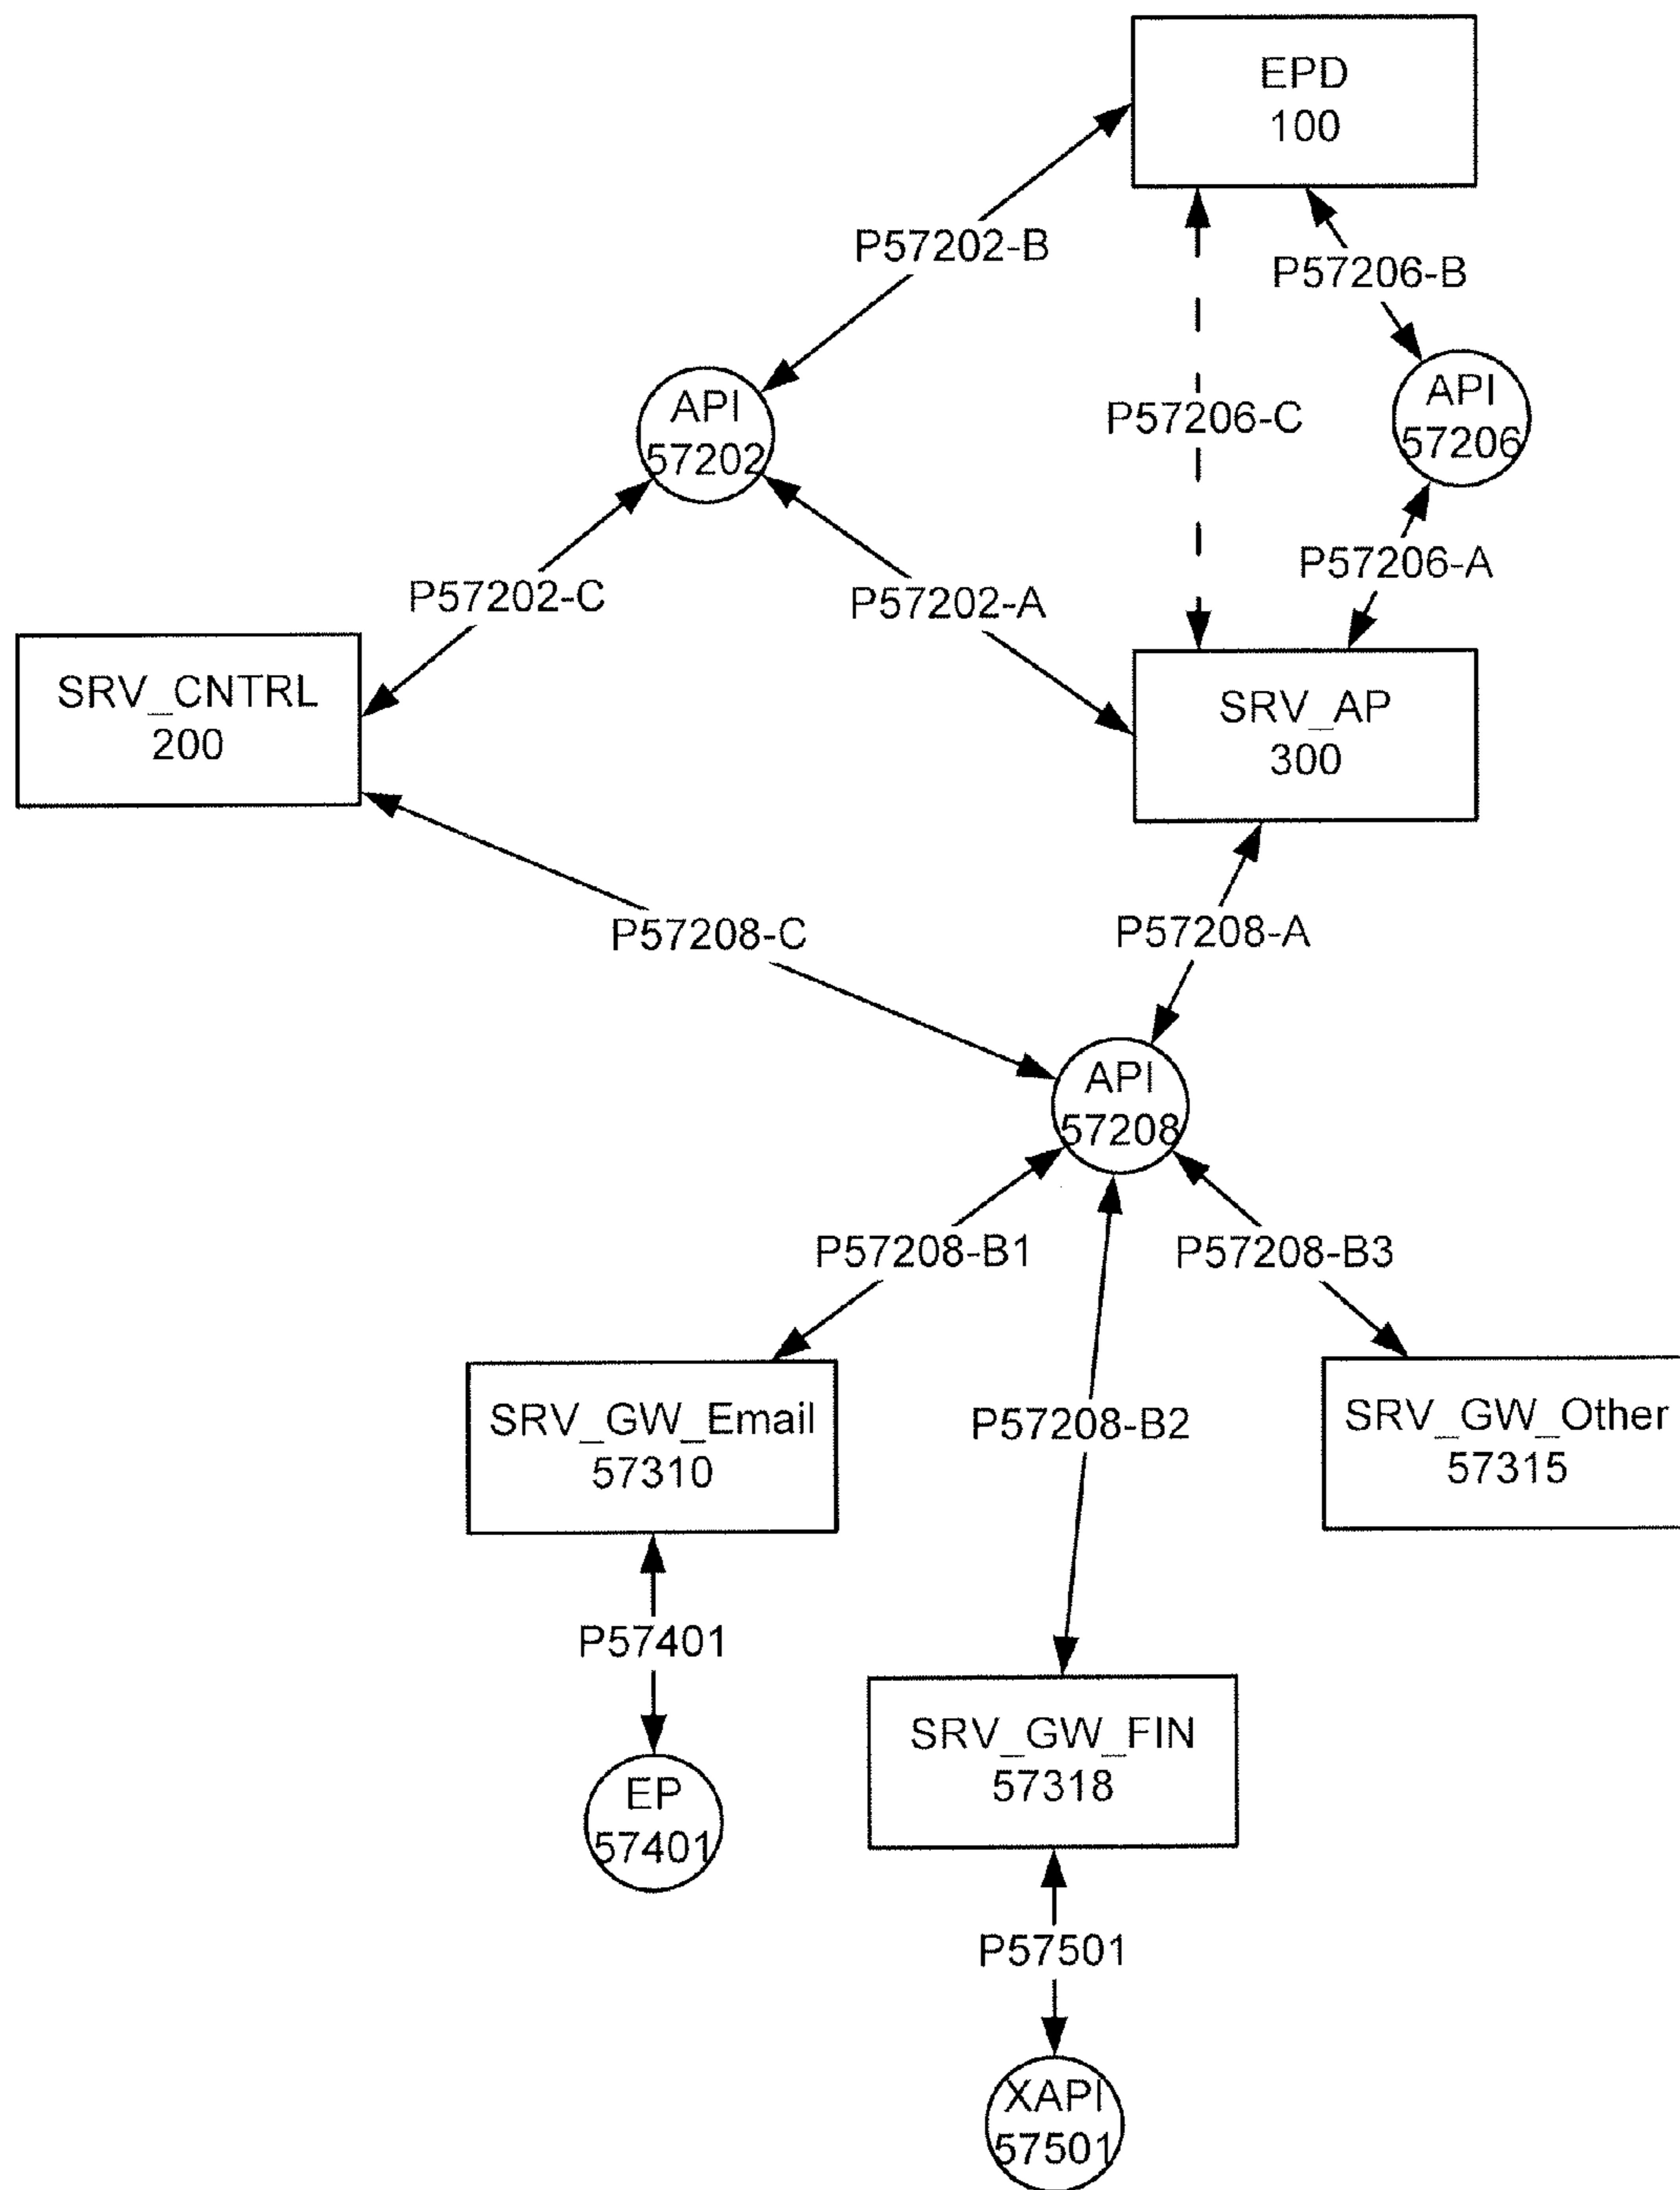 EPD
100
P57202-B
P57206-B
API
57202
P57206-C
API
57206
P57202-C
P57202-A
P57206-A
SRV_CNTRL
200
SRV_AP
300
P57208-C
P57208-A
API
57208
P57208-B1
P57208-B3
SRV_GW_Email
57310
P57208-B2
SRV_GW_Other
57315
P57401
SRV_GW_FIN
57318
EP
57401
P57501
XAPI
57501